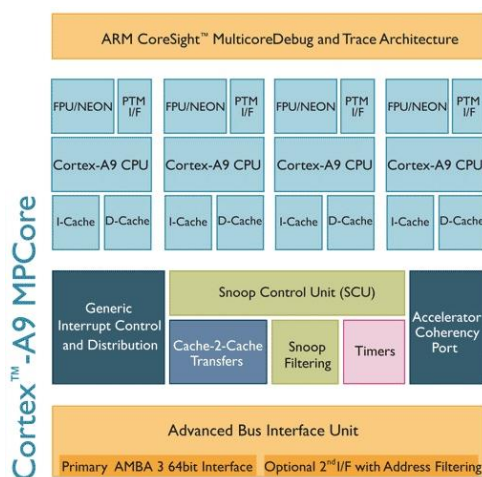 ARM CoreSight™ MulticoreDebug and Trace Architecture
FPU/NEON
PTM
I/F
FPU/NEON
PTM
I/F
FPU/NEON
PTM
I/F
FPU/NEON
PTM
I/F
Cortex-A9 CPU
Cortex-A9 CPU
Cortex-A9 CPU
Cortex-A9 CPU
I-Cache
D-Cache
I-Cache
D-Cache
I-Cache
D-Cache
I-Cache
D-Cache
Generic
Interrupt Control
and Distribution
Snoop Control Unit (SCU)
Cache-2-Cache
Transfers
Snoop
Filtering
Timers
Accelerator
Coherency
Port
Advanced Bus Interface Unit
Primary AMBA 3 64bit Interface
Optional 2nd I/F with Address Filtering
Cortex™-A9 MPCore